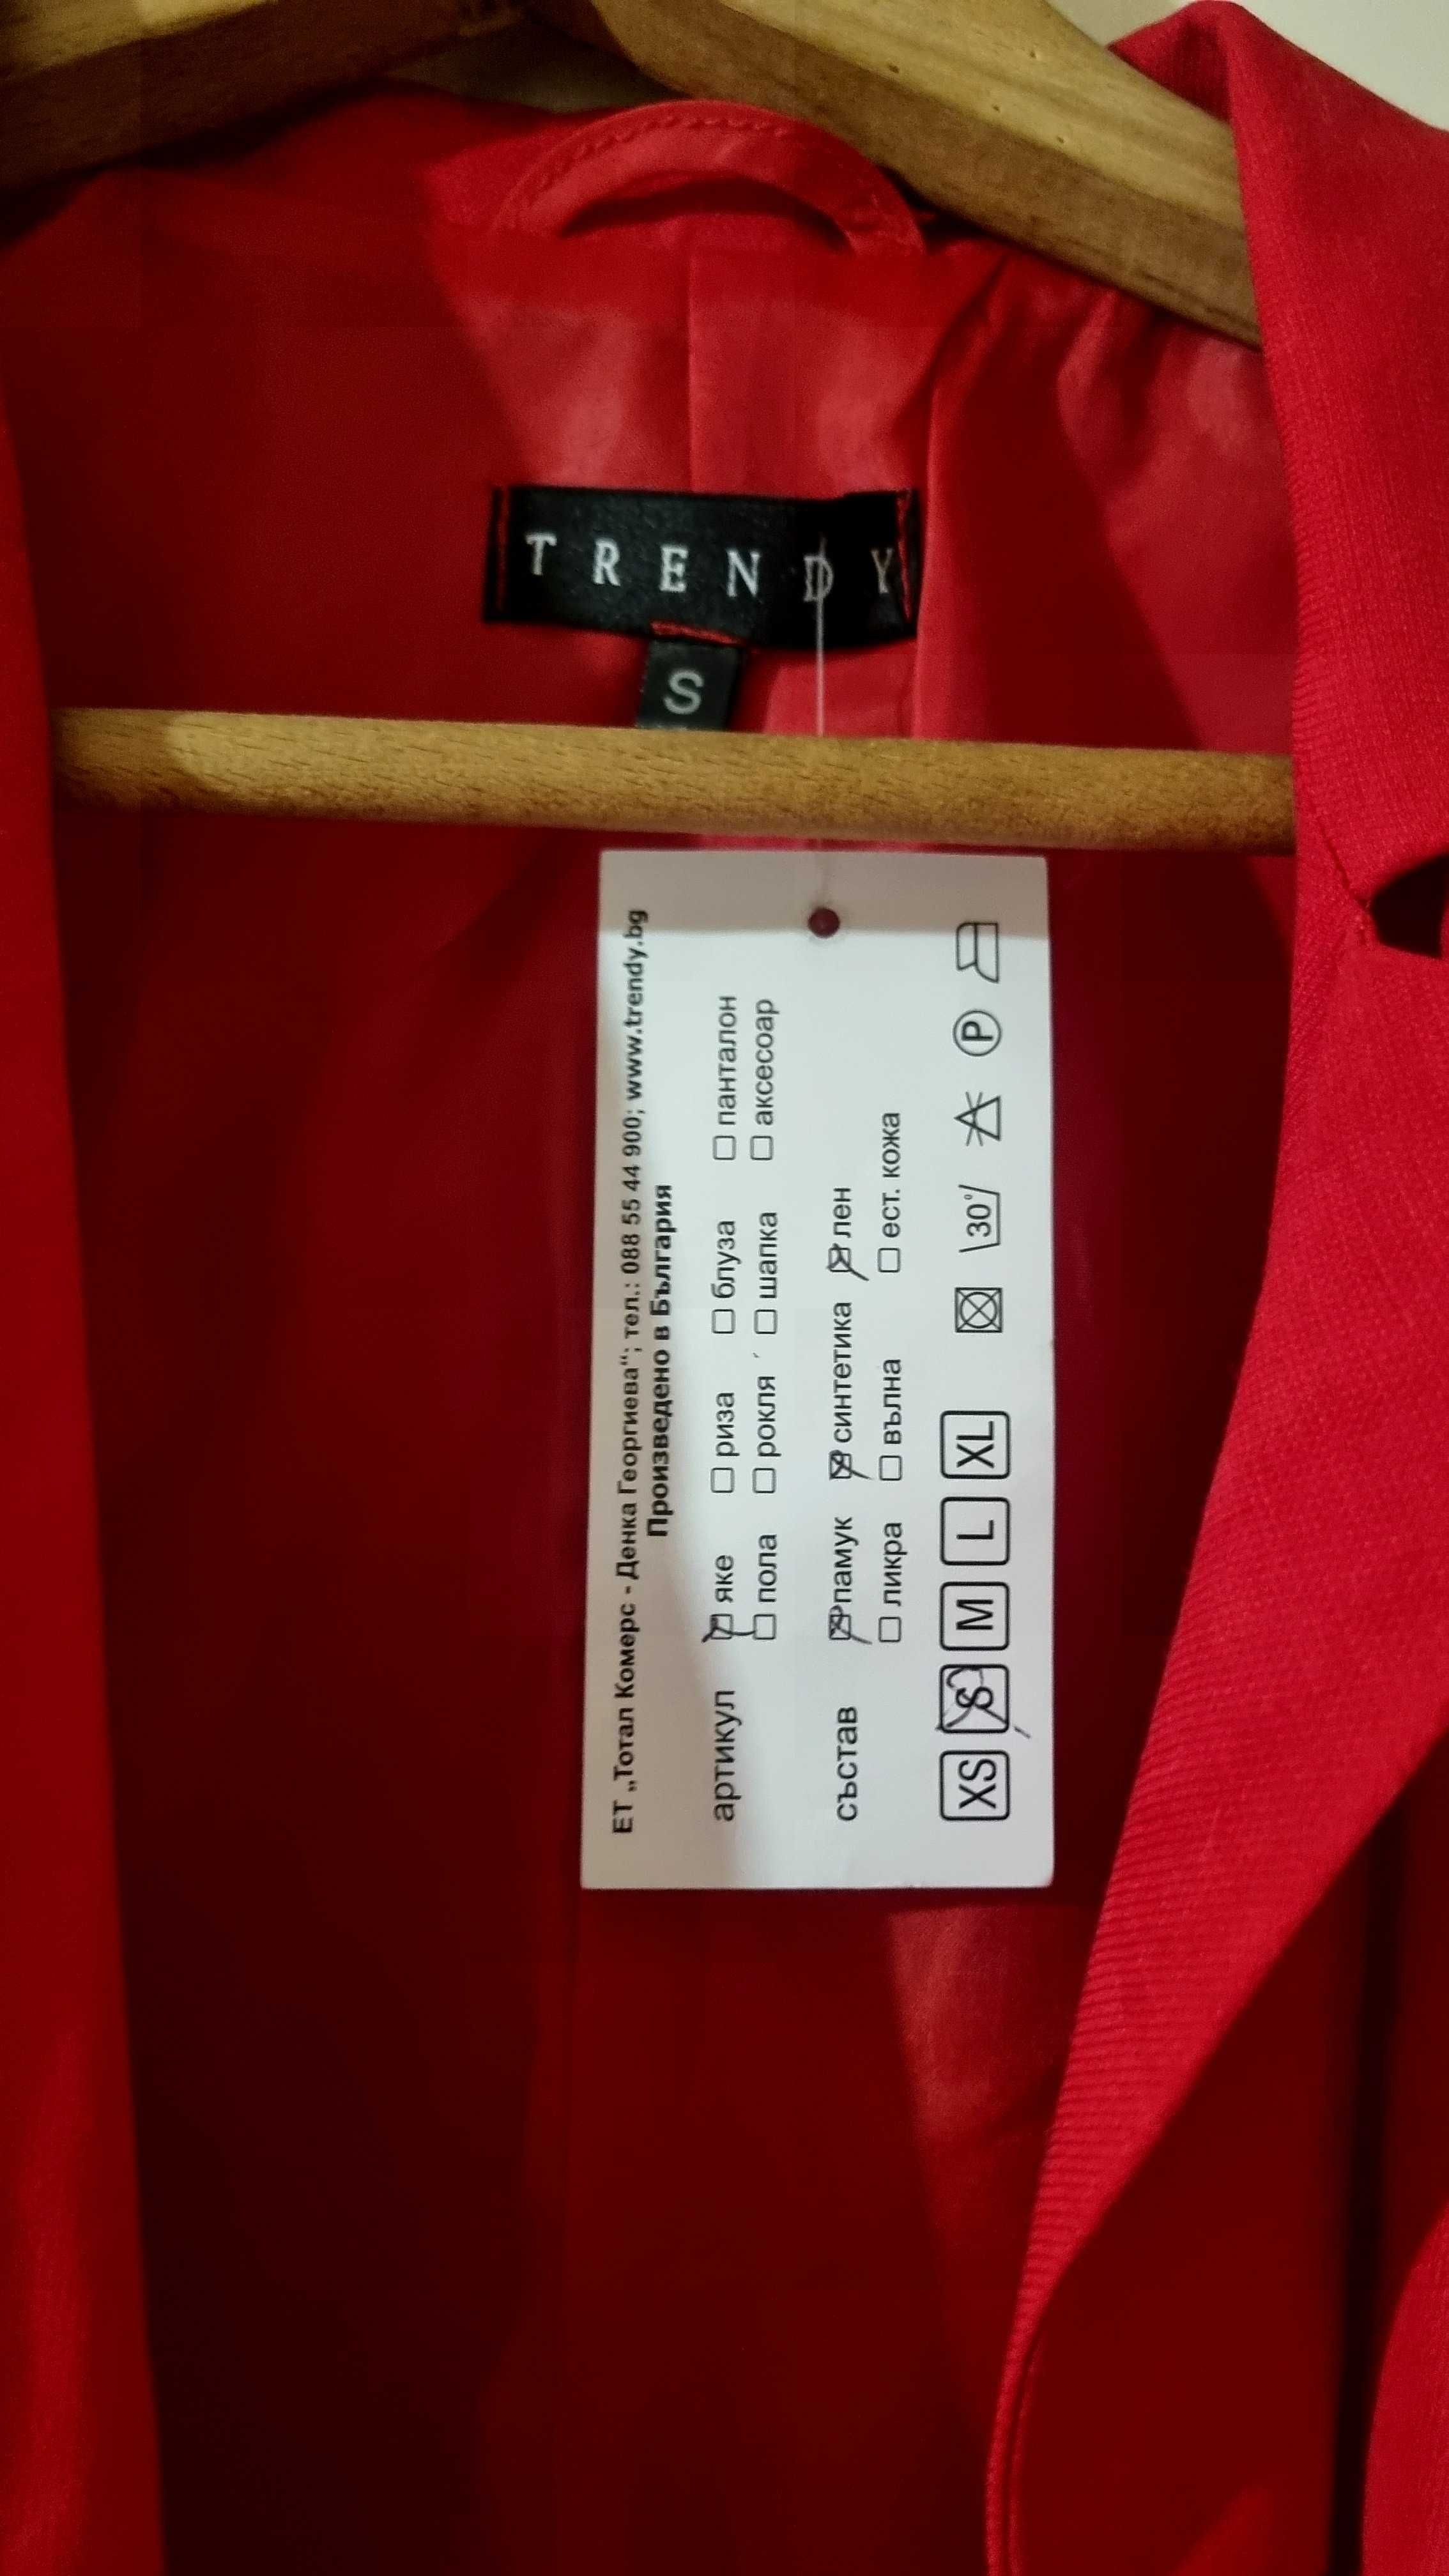 TRENDY
S
ЕТ „Тотал Комерс - Денка Георгиева“; тел.: 088 55 44 900; www.trendy.bg
Произведено в България
артикул яке риза блуза панталон
пола рокля шапка аксесоар
състав памук синтетика лен
ликра вълна ест. кожа
XS S M L XL 30° P